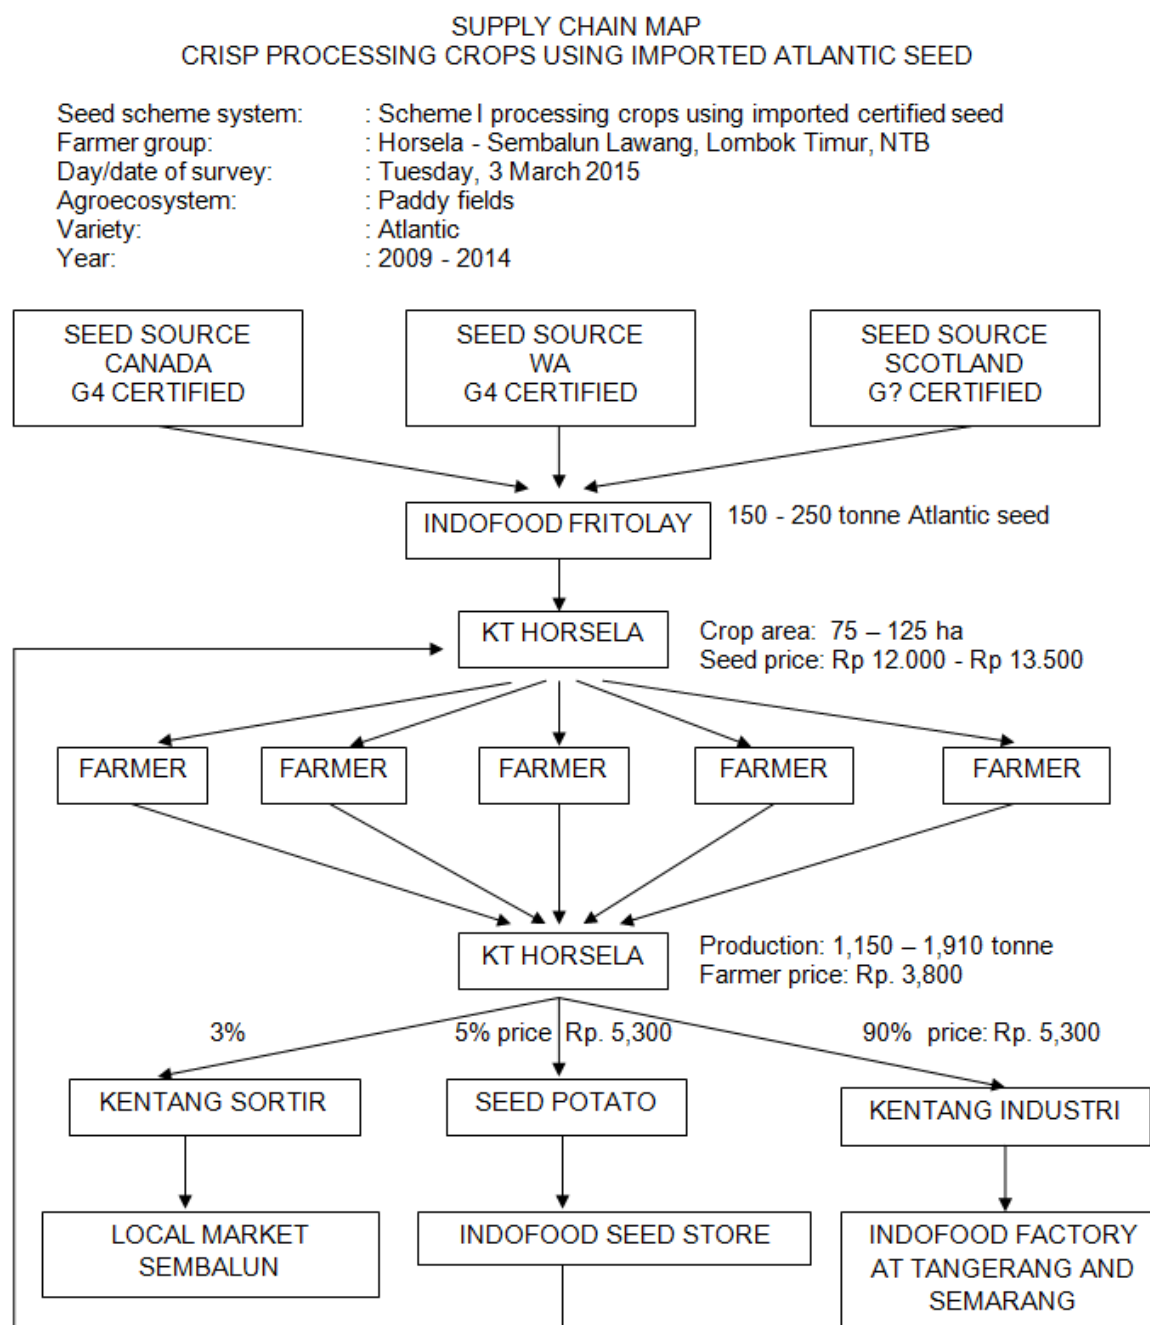 SUPPLY CHAIN MAP
CRISP PROCESSING CROPS USING IMPORTED ATLANTIC SEED
Seed scheme system: : Scheme I processing crops using imported certified seed
Farmer group: : Horsela - Sembalun Lawang, Lombok Timur, NTB
Day/date of survey: : Tuesday, 3 March 2015
Agroecosystem: : Paddy fields
Variety: : Atlantic
Year: : 2009 - 2014
SEED SOURCE
CANADA
G4 CERTIFIED
SEED SOURCE
WA
G4 CERTIFIED
SEED SOURCE
SCOTLAND
G? CERTIFIED
INDOFOOD FRITOLAY
150 - 250 tonne Atlantic seed
KT HORSELA
Crop area: 75 – 125 ha
Seed price: Rp 12.000 - Rp 13.500
FARMER
FARMER
FARMER
FARMER
FARMER
KT HORSELA
Production: 1,150 – 1,910 tonne
Farmer price: Rp. 3,800
3%
5% price Rp. 5,300
90% price: Rp. 5,300
KENTANG SORTIR
SEED POTATO
KENTANG INDUSTRI
LOCAL MARKET
SEMBALUN
INDOFOOD SEED STORE
INDOFOOD FACTORY
AT TANGERANG AND
SEMARANG